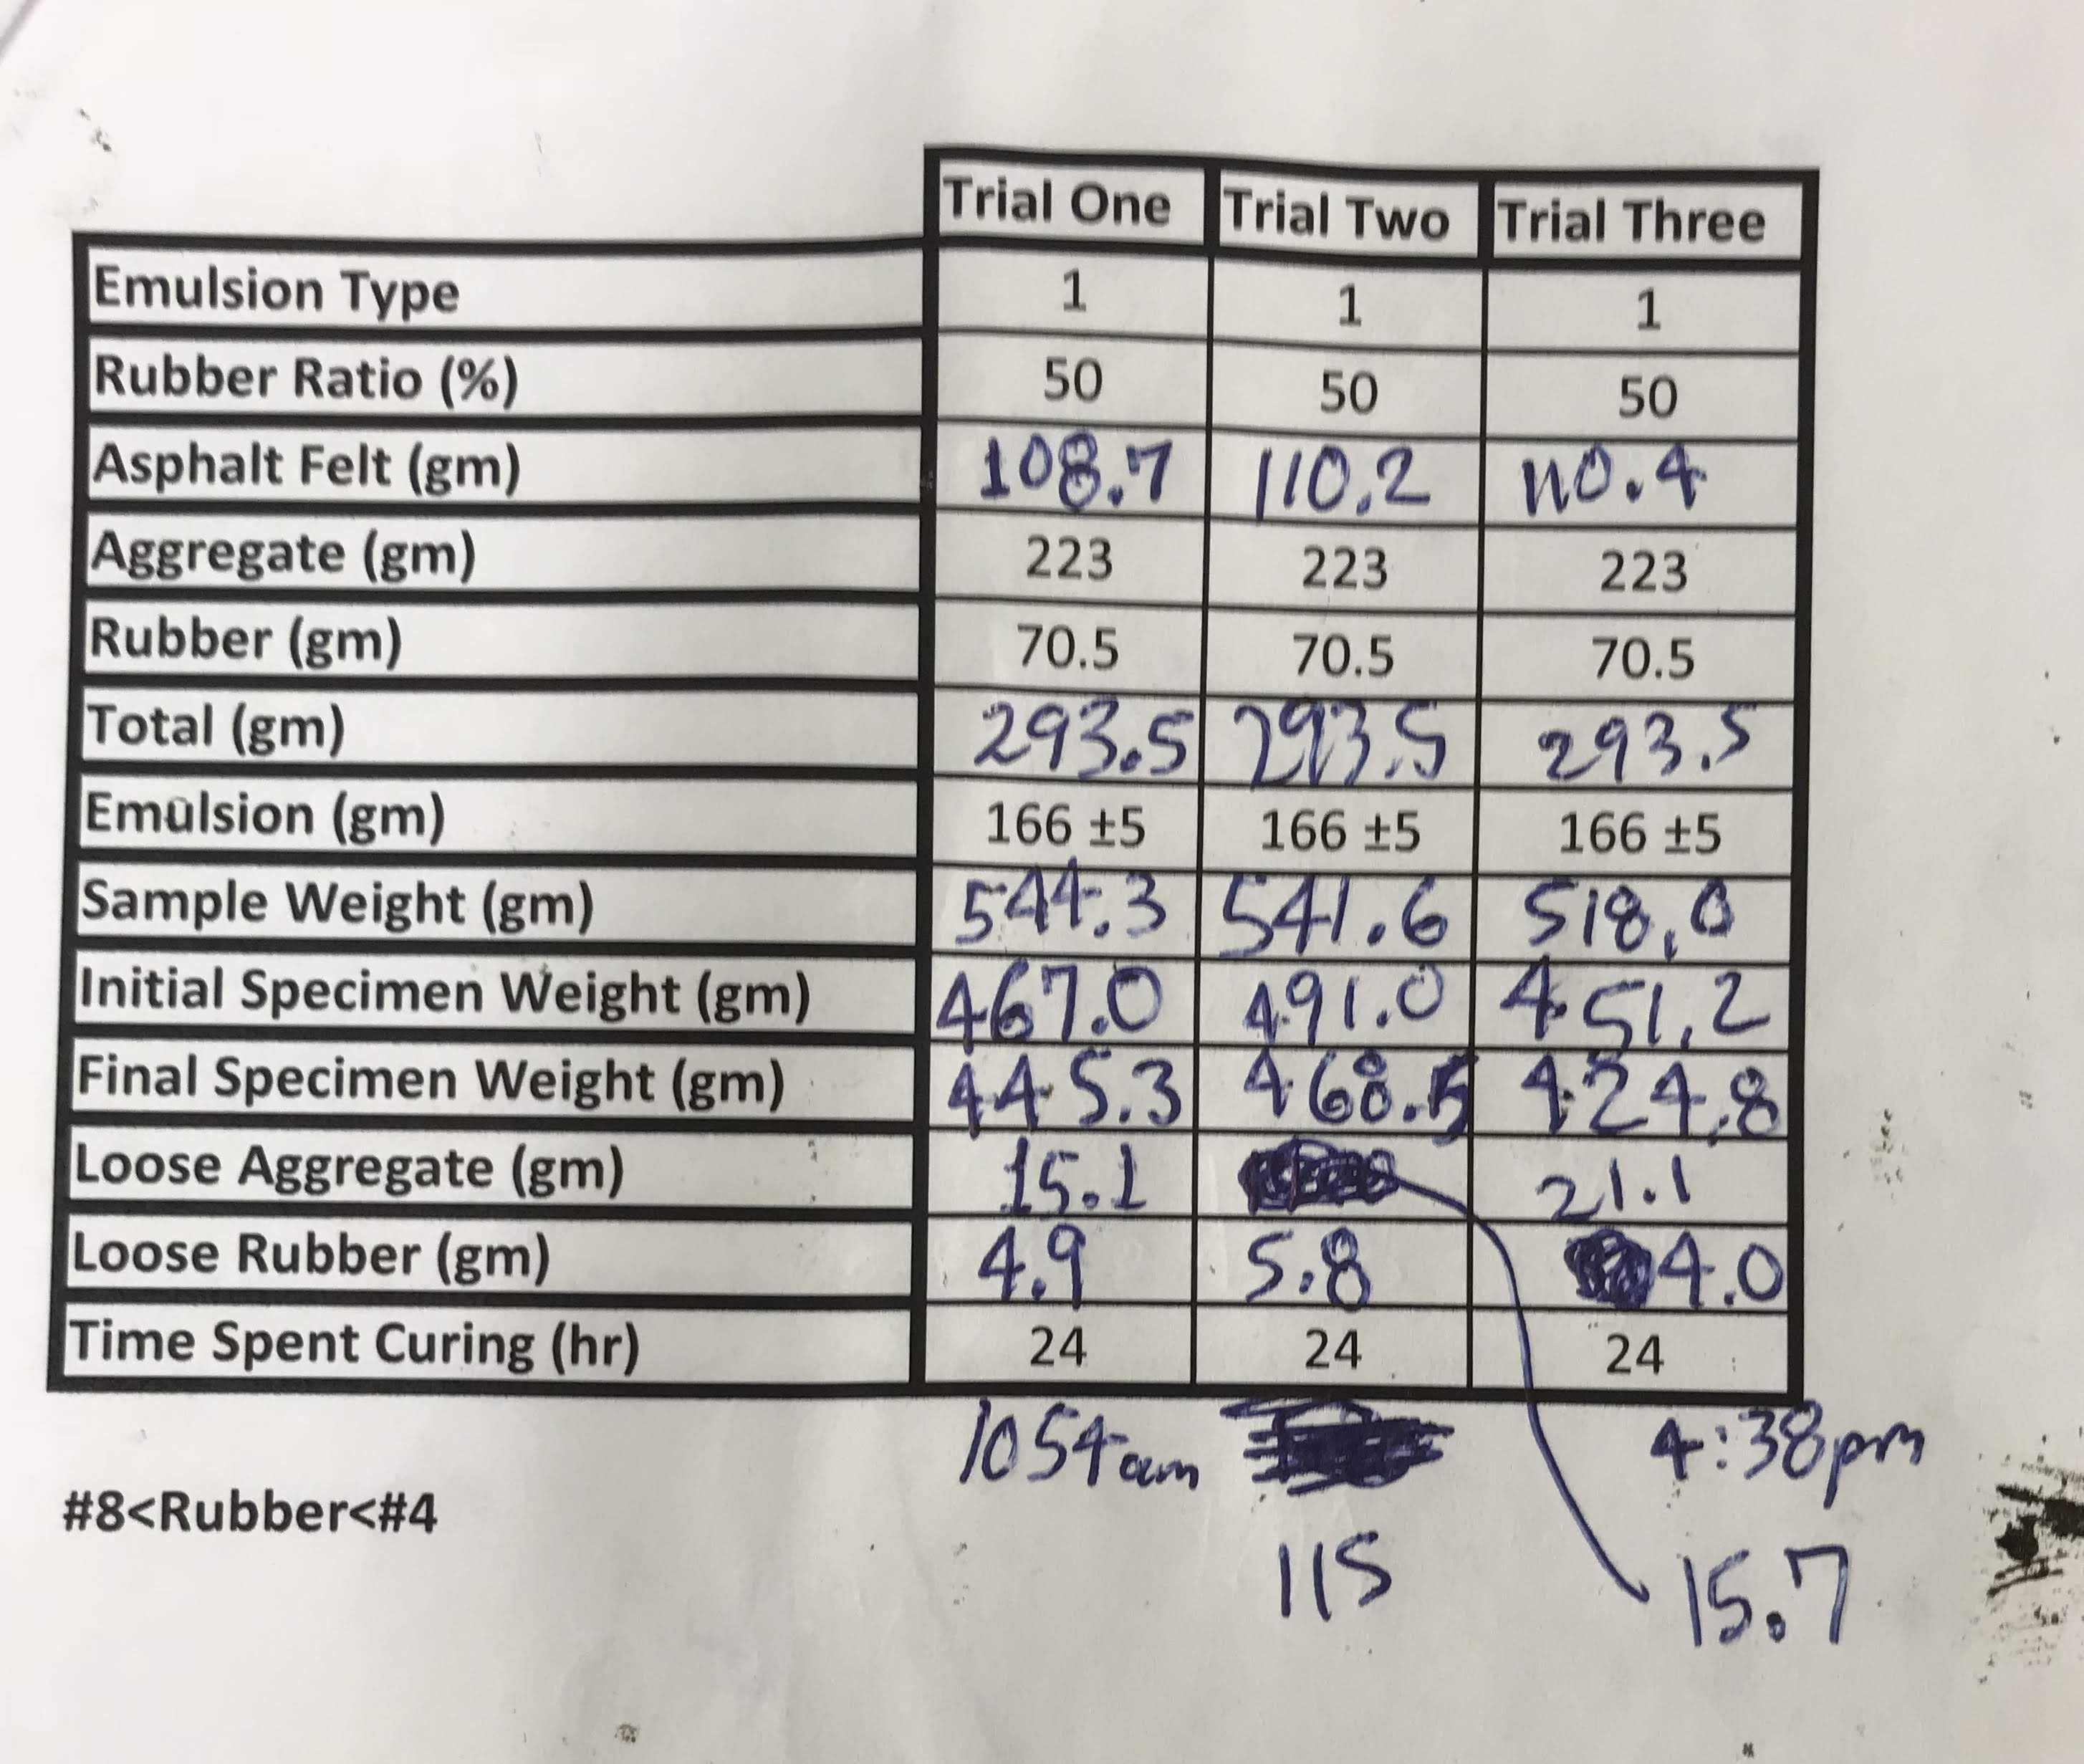 Trial One Trial Two Trial Three
Emulsion Type 1 1 1
Rubber Ratio (%) 50 50 50
Asphalt Felt (gm) 108.7 110.2 110.4
Aggregate (gm) 223 223 223
Rubber (gm) 70.5 70.5 70.5
Total (gm) 293.5 293.5 293.5
Emulsion (gm) 166 ±5 166 ±5 166 ±5
Sample Weight (gm) 544.3 541.6 518.0
Initial Specimen Weight (gm) 467.0 491.0 451.2
Final Specimen Weight (gm) 445.3 468.5 424.8
Loose Aggregate (gm) 15.1 21.1
Loose Rubber (gm) 4.9 5.8 4.0
Time Spent Curing (hr) 24 24 24
1054am 4:38pm
#8<Rubber<#4
115 15.7